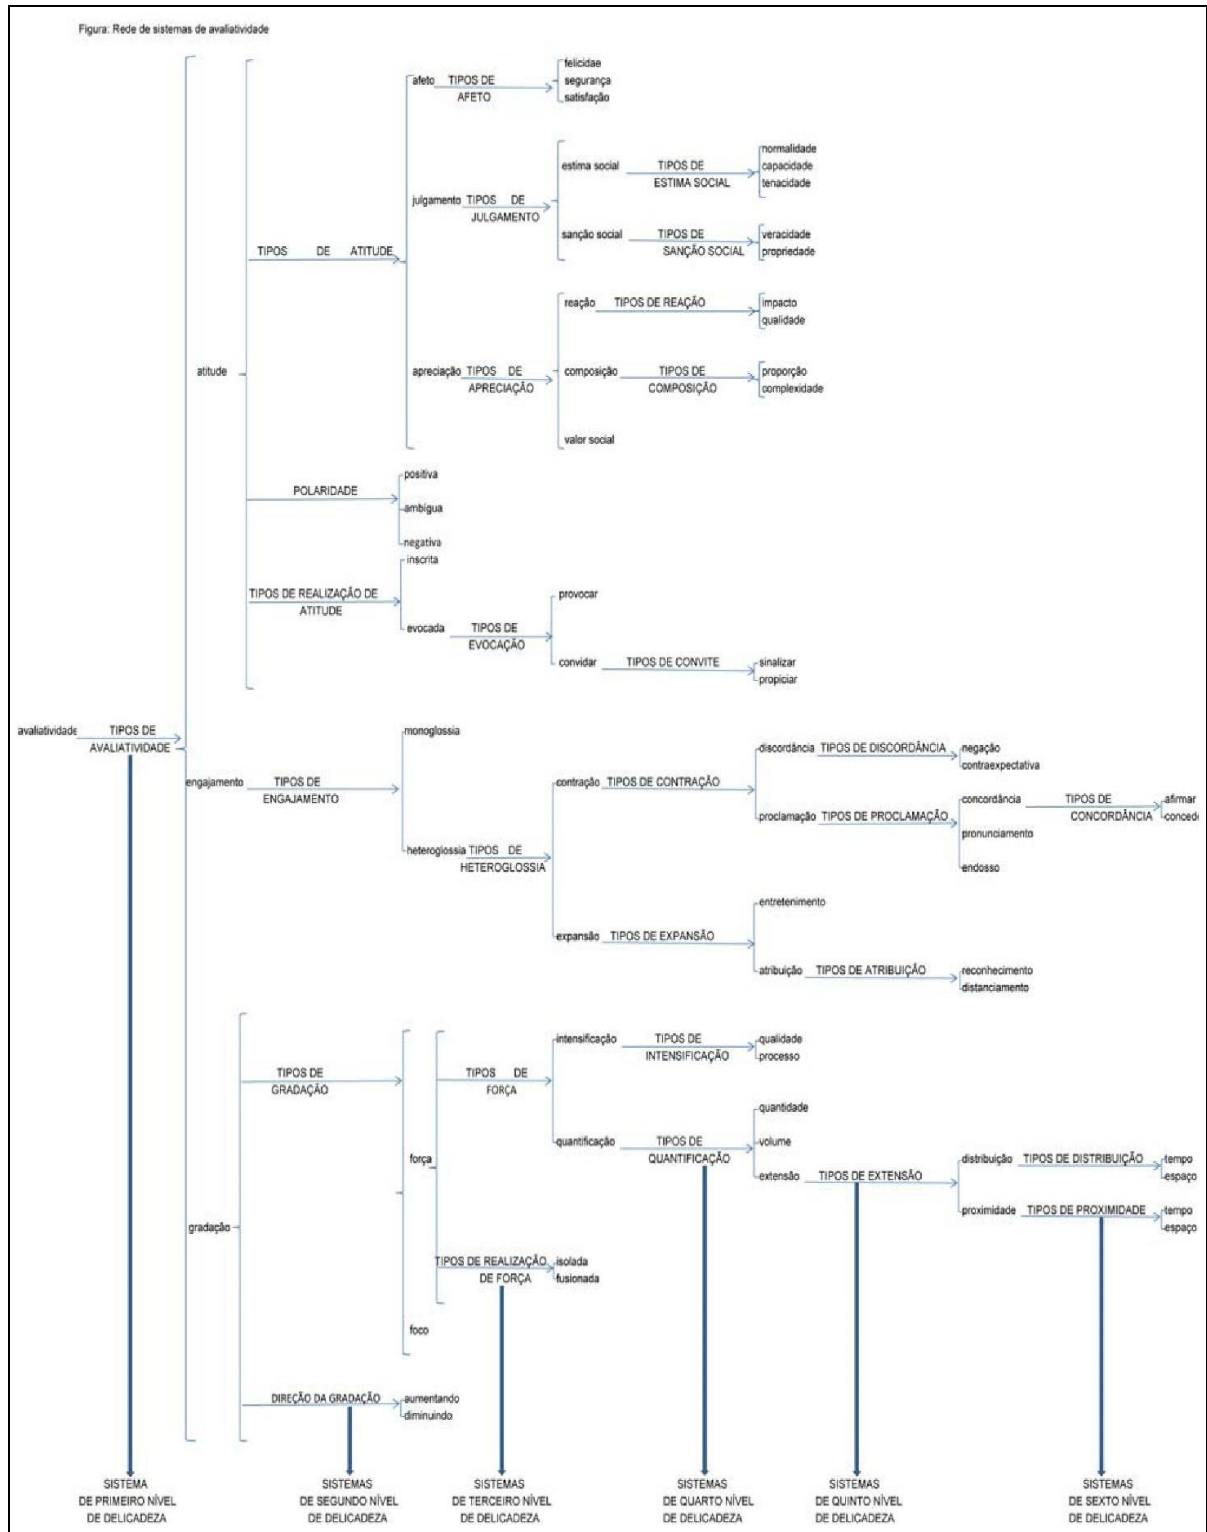 Figura: Rede de sistemas de avaliatividade
felicidae
afeto TIPOS DE segurança
AFETO satisfação
normalidade
estima social TIPOS DE capacidade
ESTIMA SOCIAL tenacidade
julgamento TIPOS DE
JULGAMENTO
sanção social TIPOS DE veracidade
SANÇÃO SOCIAL propriedade
TIPOS DE ATITUDE
reação TIPOS DE REAÇÃO impacto
qualidade
atitude
apreciação TIPOS DE composição TIPOS DE proporção
APRECIAÇÃO COMPOSIÇÃO complexidade
valor social
positiva
POLARIDADE
ambígua
negativa
inscrita
TIPOS DE REALIZAÇÃO DE provocar
ATITUDE
evocada TIPOS DE
EVOCAÇÃO
convidar TIPOS DE CONVITE sinalizar
propiciar
avaliatividade TIPOS DE monoglossia
AVALIATIVIDADE
discordância TIPOS DE DISCORDÂNCIA negação
contraexpectativa
engajamento TIPOS DE contração TIPOS DE CONTRAÇÃO
ENGAJAMENTO
concordância TIPOS DE afirmar
proclamação TIPOS DE PROCLAMAÇÃO CONCORDÂNCIA conced
pronunciamento
heteroglossia TIPOS DE
HETEROGLOSSIA endosso
entretenimento
expansão TIPOS DE EXPANSÃO
atribuição TIPOS DE ATRIBUIÇÃO reconhecimento
distanciamento
intensificação TIPOS DE qualidade
INTENSIFICAÇÃO processo
TIPOS DE TIPOS DE
GRADAÇÃO FORÇA
quantidade
quantificação TIPOS DE volume
QUANTIFICAÇÃO
força distribuição TIPOS DE DISTRIBUIÇÃO tempo
extensão TIPOS DE EXTENSÃO espaço
proximidade TIPOS DE PROXIMIDADE tempo
espaço
gradação
TIPOS DE REALIZAÇÃO isolada
DE FORÇA fusionada
foco
DIREÇÃO DA GRADAÇÃO aumentando
diminuindo
SISTEMA SISTEMAS SISTEMAS SISTEMAS SISTEMAS SISTEMAS
DE PRIMEIRO NÍVEL DE SEGUNDO NÍVEL DE TERCEIRO NÍVEL DE QUARTO NÍVEL DE QUINTO NÍVEL DE SEXTO NÍVEL
DE DELICADEZA DE DELICADEZA DE DELICADEZA DE DELICADEZA DE DELICADEZA DE DELICADEZA